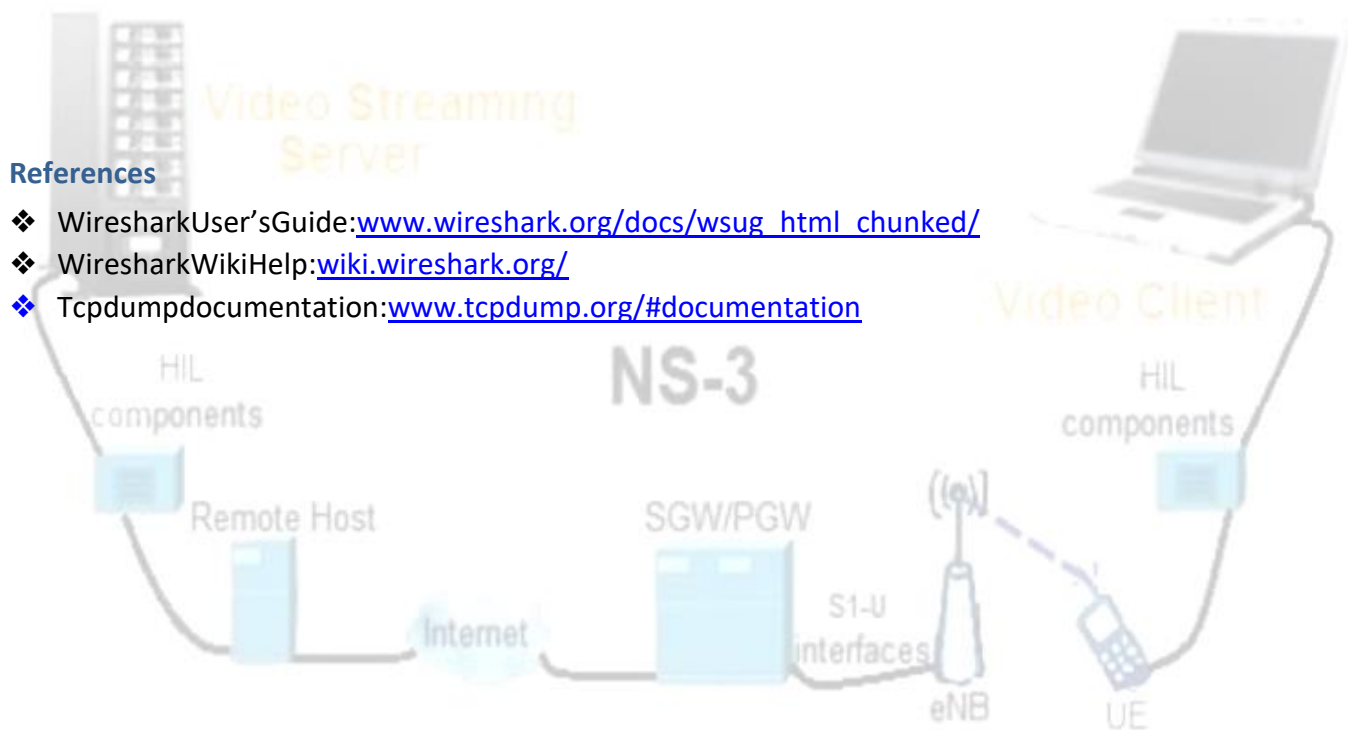 Video Streaming
Server
References
❖ WiresharkUser’sGuide:www.wireshark.org/docs/wsug_html_chunked/
❖ WiresharkWikiHelp:wiki.wireshark.org/
❖ Tcpdumpdocumentation:www.tcpdump.org/#documentation
Video Client
NS-3
HIL
components
HIL
components
Remote Host
SGW/PGW
Internet
S1-U
interfaces
eNB
UE